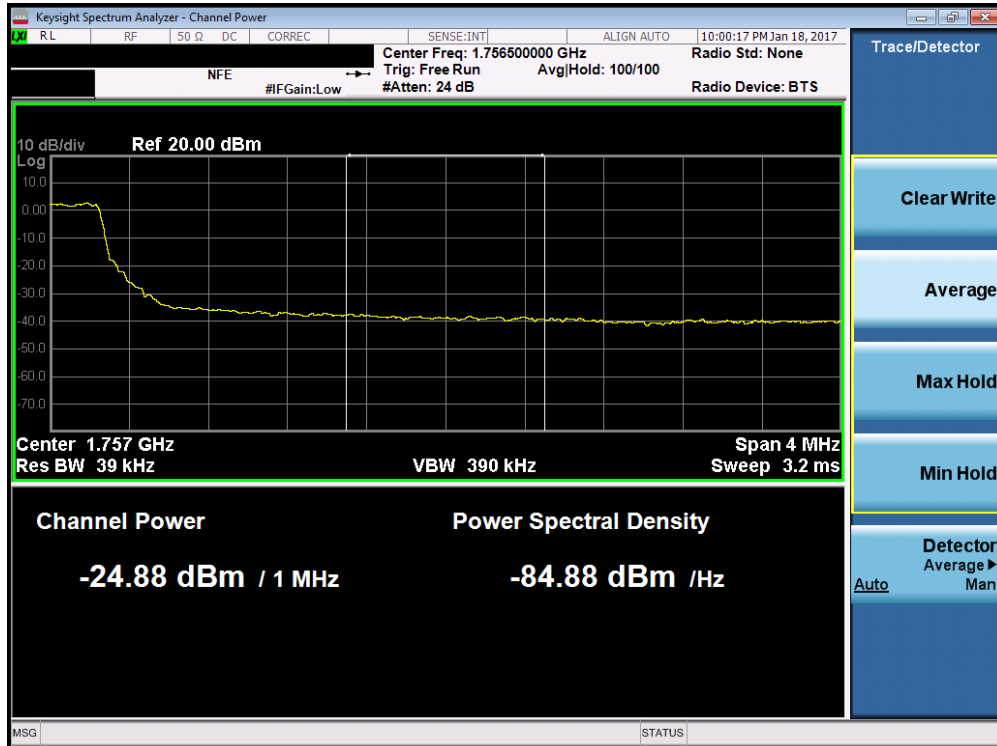 Keysight Spectrum Analyzer - Channel Power
LXI RL RF 50 Ω DC CORREC SENSE:INT ALIGN AUTO 10:00:17 PM Jan 18, 2017
Center Freq: 1.756500000 GHz Radio Std: None
NFE Trig: Free Run Avg|Hold: 100/100
#IFGain:Low #Atten: 24 dB Radio Device: BTS
10 dB/div Ref 20.00 dBm
Log
10.0
0.00
-10.0
-20.0
-30.0
-40.0
-50.0
-60.0
-70.0
Center 1.757 GHz Span 4 MHz
Res BW 39 kHz VBW 390 kHz Sweep 3.2 ms
Channel Power Power Spectral Density
-24.88 dBm / 1 MHz -84.88 dBm /Hz
Trace/Detector
Clear Write
Average
Max Hold
Min Hold
Detector
Average▶
Auto Man
MSG STATUS